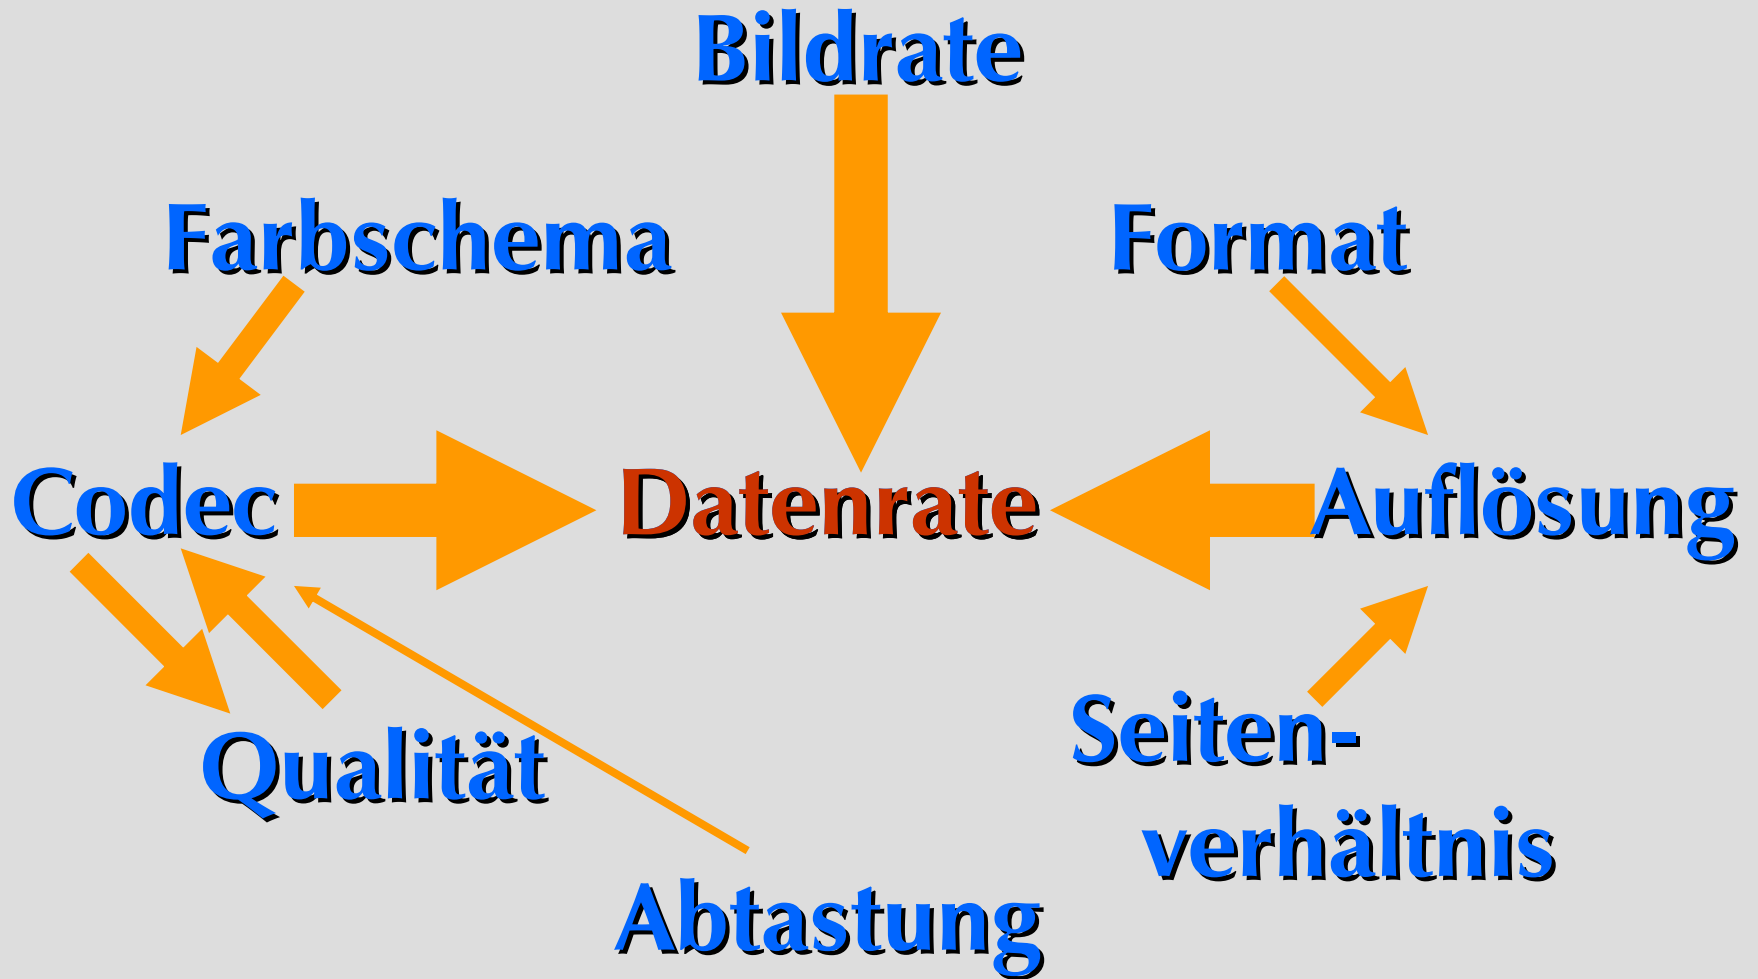 Bildrate
Farbschema
Format
Codec
Datenrate
Auflösung
Qualität
Seiten-
verhältnis
Abtastung